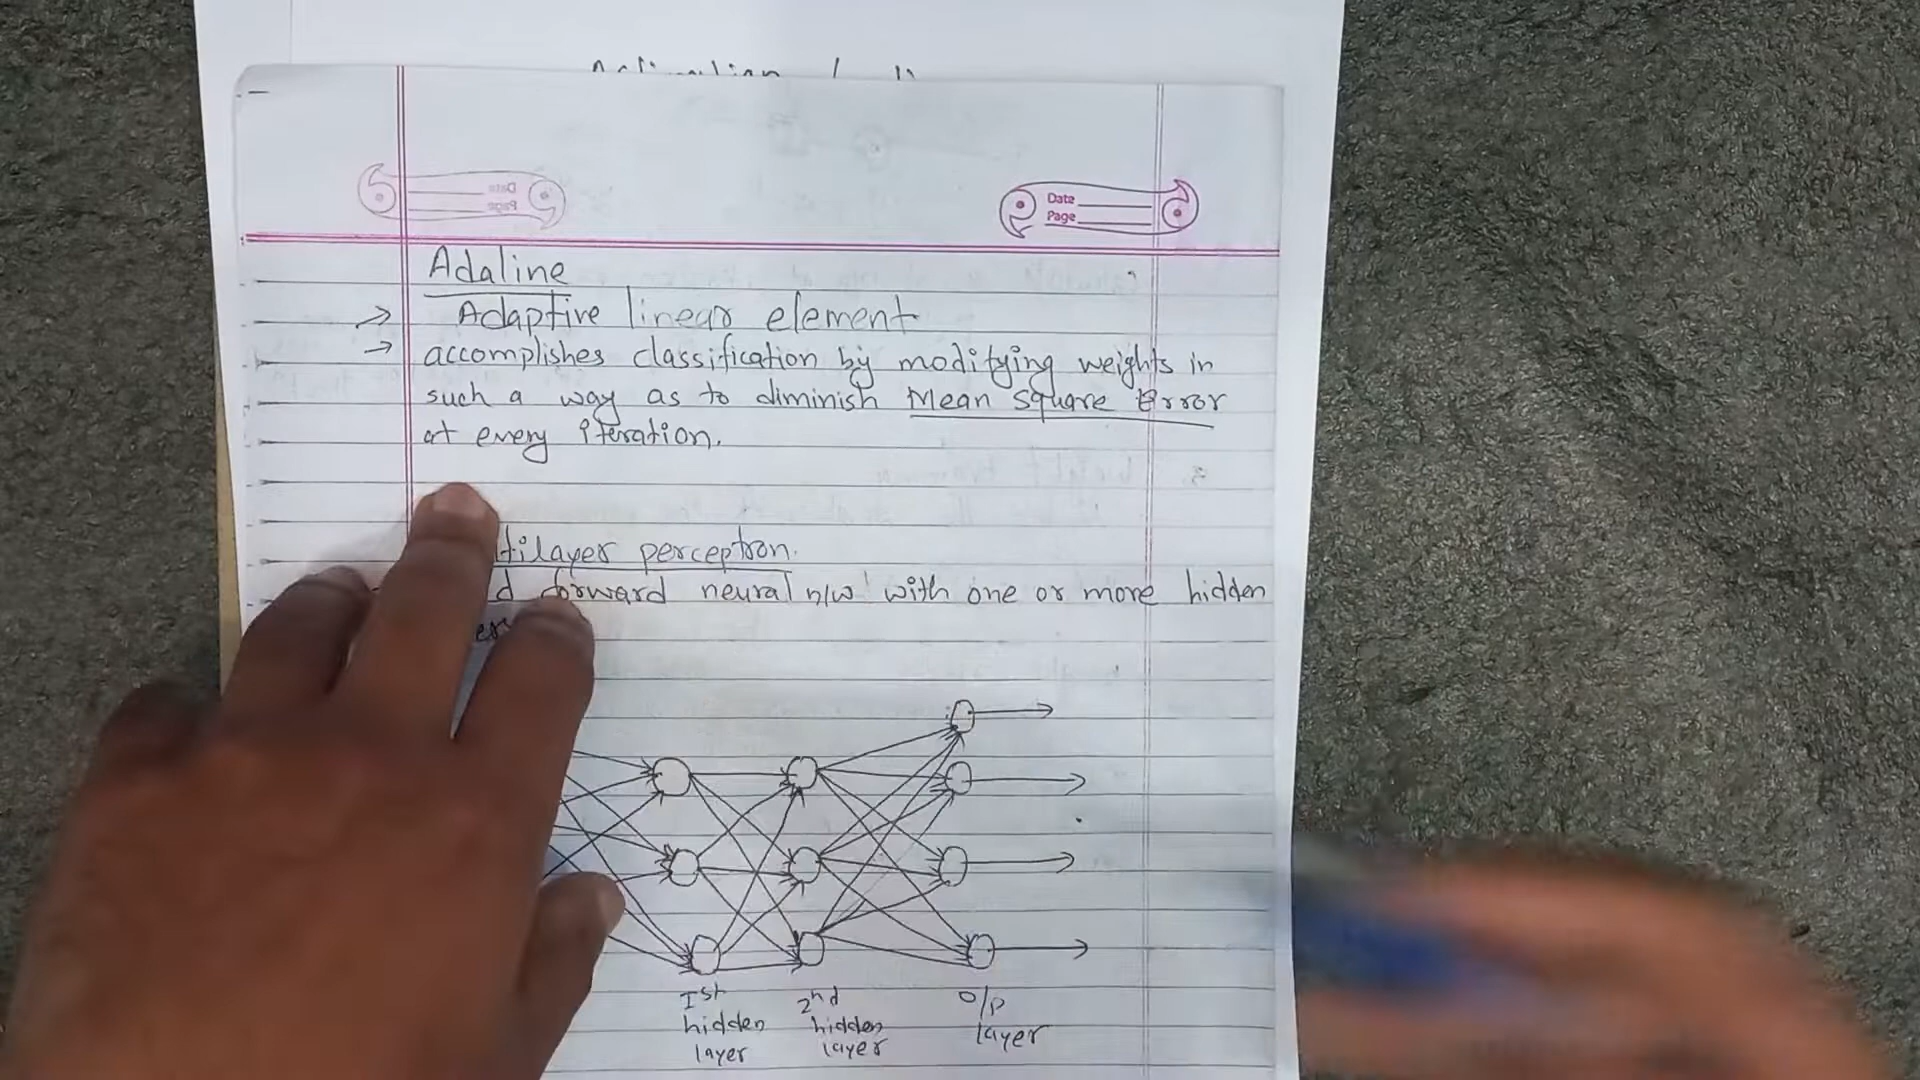 Date
Page
Adaline
→ Adaptive linear element
→ accomplishes classification by modifying weights in
such a way as to diminish Mean Square Error
at every iteration.
tilayer perceptron.
d forward neural n/w with one or more hidden
Ist hidden layer
2nd hidden layer
O/P layer